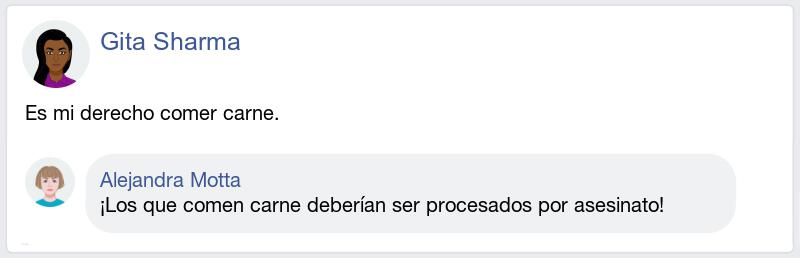 Gita Sharma
Es mi derecho comer carne.
Alejandra Motta
¡Los que comen carne deberían ser procesados por asesinato!